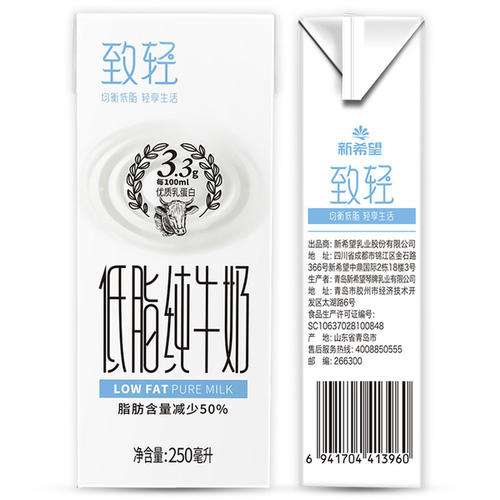 致轻
均衡低脂 轻享生活
3.3g
每100ml
优质乳蛋白
低脂纯牛奶
LOW FAT PURE MILK
脂肪含量减少50%
净含量:250毫升
新希望
致轻
均衡低脂 轻享生活
出品商: 新希望乳业股份有限公司
地 址: 四川省成都市锦江区金石路
366号新希望中鼎国际2栋18楼3号
生产者: 青岛新希望琴牌乳业有限公司
地 址: 青岛市胶州市经济技术开
发区太湖路6号
食品生产许可证编号:
SC10637028100848
产 地: 山东省青岛市
售后服务热线: 4008850555
邮 编: 266300
6 941704 413960